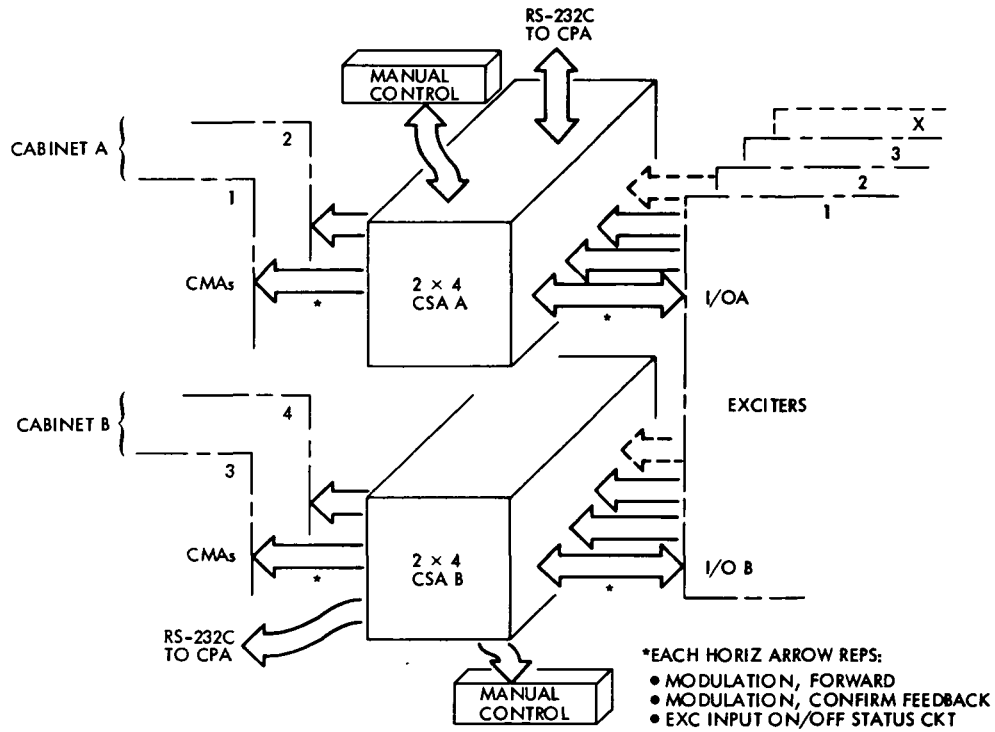 RS-232C
TO CPA
MANUAL
CONTROL
CABINET A
2
1
CMAs
*
2 × 4
CSA A
*
X
3
2
1
I/OA
EXCITERS
CABINET B
4
3
CMAs
*
2 × 4
CSA B
*
I/O B
RS-232C
TO CPA
MANUAL
CONTROL
*EACH HORIZ ARROW REPS:
• MODULATION, FORWARD
• MODULATION, CONFIRM FEEDBACK
• EXC INPUT ON/OFF STATUS CKT